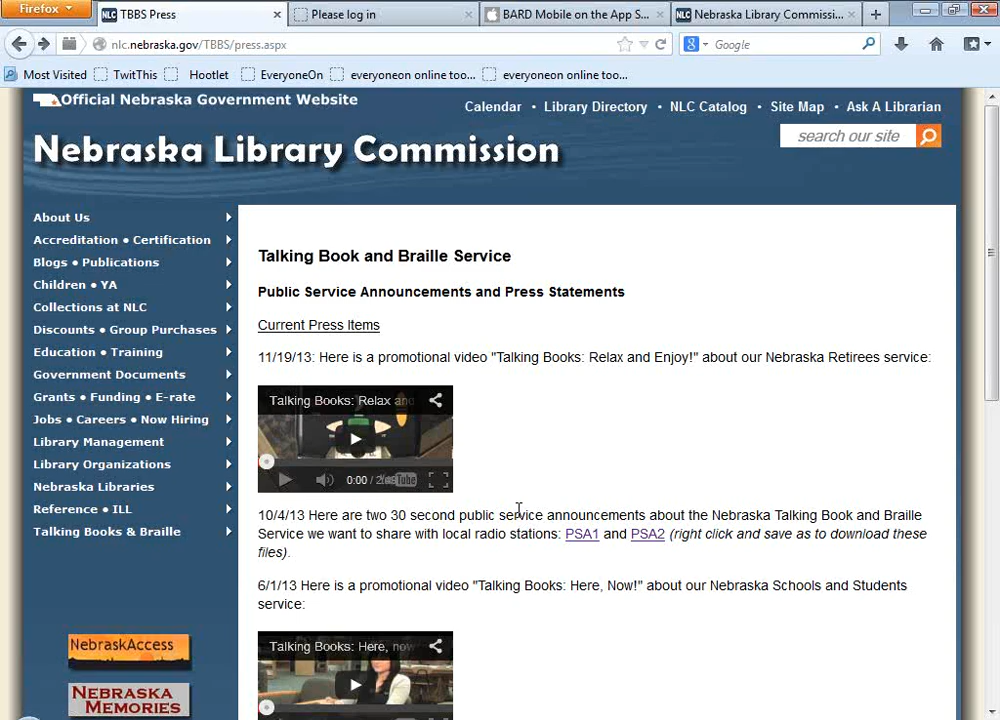 Firefox
TBBS Press
Please log in
BARD Mobile on the App S...
Nebraska Library Commissi...
nlc.nebraska.gov/TBBS/press.aspx
Google
Most Visited
TwitThis
Hootlet
EveryoneOn
everyoneon online too...
everyoneon online too...
Official Nebraska Government Website
Calendar • Library Directory • NLC Catalog • Site Map • Ask A Librarian
search our site
Nebraska Library Commission
About Us
Accreditation • Certification
Blogs • Publications
Children • YA
Collections at NLC
Discounts • Group Purchases
Education • Training
Government Documents
Grants • Funding • E-rate
Jobs • Careers • Now Hiring
Library Management
Library Organizations
Nebraska Libraries
Reference • ILL
Talking Books & Braille
NebraskAccess
NEBRASKA
MEMORIES
Talking Book and Braille Service
Public Service Announcements and Press Statements
Current Press Items
11/19/13: Here is a promotional video "Talking Books: Relax and Enjoy!" about our Nebraska Retirees service:
Talking Books: Relax and
0:00
10/4/13 Here are two 30 second public service announcements about the Nebraska Talking Book and Braille
Service we want to share with local radio stations: PSA1 and PSA2 (right click and save as to download these
files).
6/1/13 Here is a promotional video "Talking Books: Here, Now!" about our Nebraska Schools and Students
service:
Talking Books: Here, now